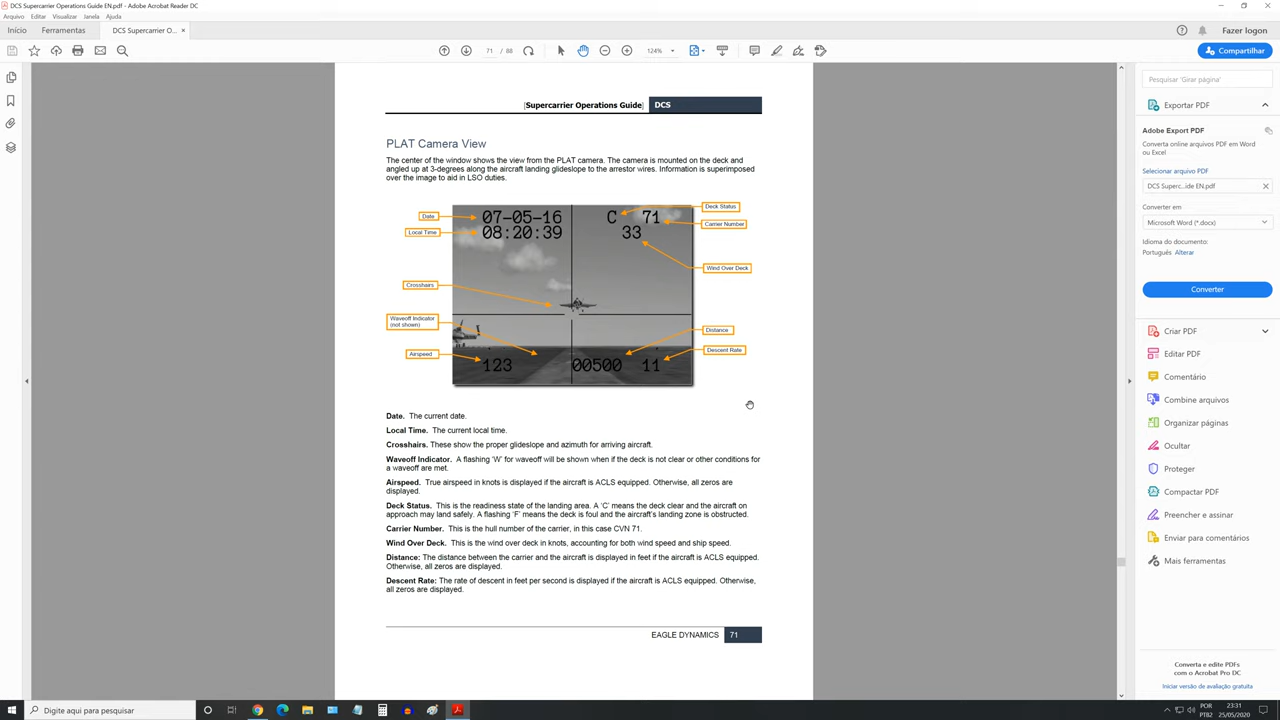 DCS Supercarrier Operations Guide EN.pdf - Adobe Acrobat Reader DC
Arquivo Editar Visualizar Janela Ajuda
Início Ferramentas DCS Supercarrier O... ×
Fazer logon
71 / 88
124%
Compartilhar
Pesquisar 'Girar página'
Exportar PDF
Adobe Export PDF
Converta online arquivos PDF em Word
ou Excel
Selecionar arquivo PDF
DCS Superc...ide EN.pdf ×
Converter em
Microsoft Word (*.docx)
Idioma do documento:
Português Alterar
Converter
Criar PDF
Editar PDF
Comentário
Combine arquivos
Organizar páginas
Ocultar
Proteger
Compactar PDF
Preencher e assinar
Enviar para comentários
Mais ferramentas
Converta e edite PDFs
com o Acrobat Pro DC
Iniciar versão de avaliação gratuita
[Supercarrier Operations Guide] DCS
PLAT Camera View
The center of the window shows the view from the PLAT camera. The camera is mounted on the deck and
angled up at 3-degrees along the aircraft landing glideslope to the arrestor wires. Information is superimposed
over the image to aid in LSO duties.
Date
Local Time
Crosshairs
Waveoff Indicator
(not shown)
Airspeed
07-05-16
08:20:39
C 71
33
123
00500 11
Deck Status
Carrier Number
Wind Over Deck
Distance
Descent Rate
Date. The current date.
Local Time. The current local time.
Crosshairs. These show the proper glideslope and azimuth for arriving aircraft.
Waveoff Indicator. A flashing 'W' for waveoff will be shown when if the deck is not clear or other conditions for
a waveoff are met.
Airspeed. True airspeed in knots is displayed if the aircraft is ACLS equipped. Otherwise, all zeros are
displayed.
Deck Status. This is the readiness state of the landing area. A 'C' means the deck clear and the aircraft on
approach may land safely. A flashing 'F' means the deck is foul and the aircraft's landing zone is obstructed.
Carrier Number. This is the hull number of the carrier, in this case CVN 71.
Wind Over Deck. This is the wind over deck in knots, accounting for both wind speed and ship speed.
Distance: The distance between the carrier and the aircraft is displayed in feet if the aircraft is ACLS equipped.
Otherwise, all zeros are displayed.
Descent Rate: The rate of descent in feet per second is displayed if the aircraft is ACLS equipped. Otherwise,
all zeros are displayed.
EAGLE DYNAMICS 71
Digite aqui para pesquisar
POR
PTB2
23:31
25/05/2020